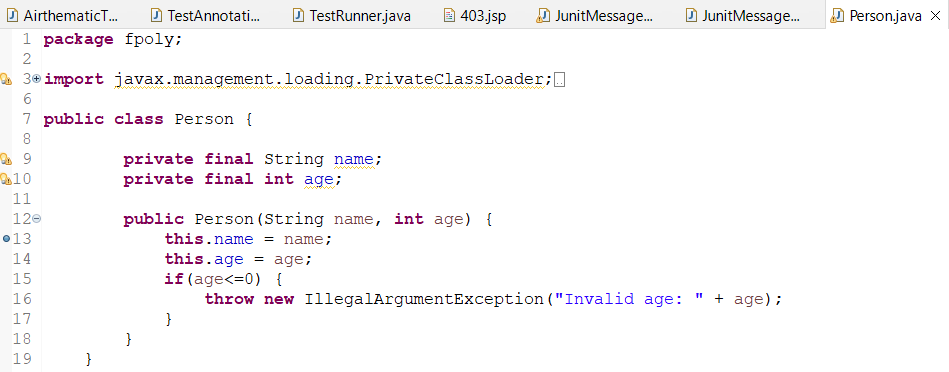 AirthematicT...
TestAnnotati...
TestRunner.java
403.jsp
JunitMessage...
JunitMessage...
Person.java
1 package fpoly;
2
3 import javax.management.loading.PrivateClassLoader;
6
7 public class Person {
8
9 private final String name;
10 private final int age;
11
12 public Person(String name, int age) {
13 this.name = name;
14 this.age = age;
15 if(age<=0) {
16 throw new IllegalArgumentException("Invalid age: " + age);
17 }
18 }
19 }